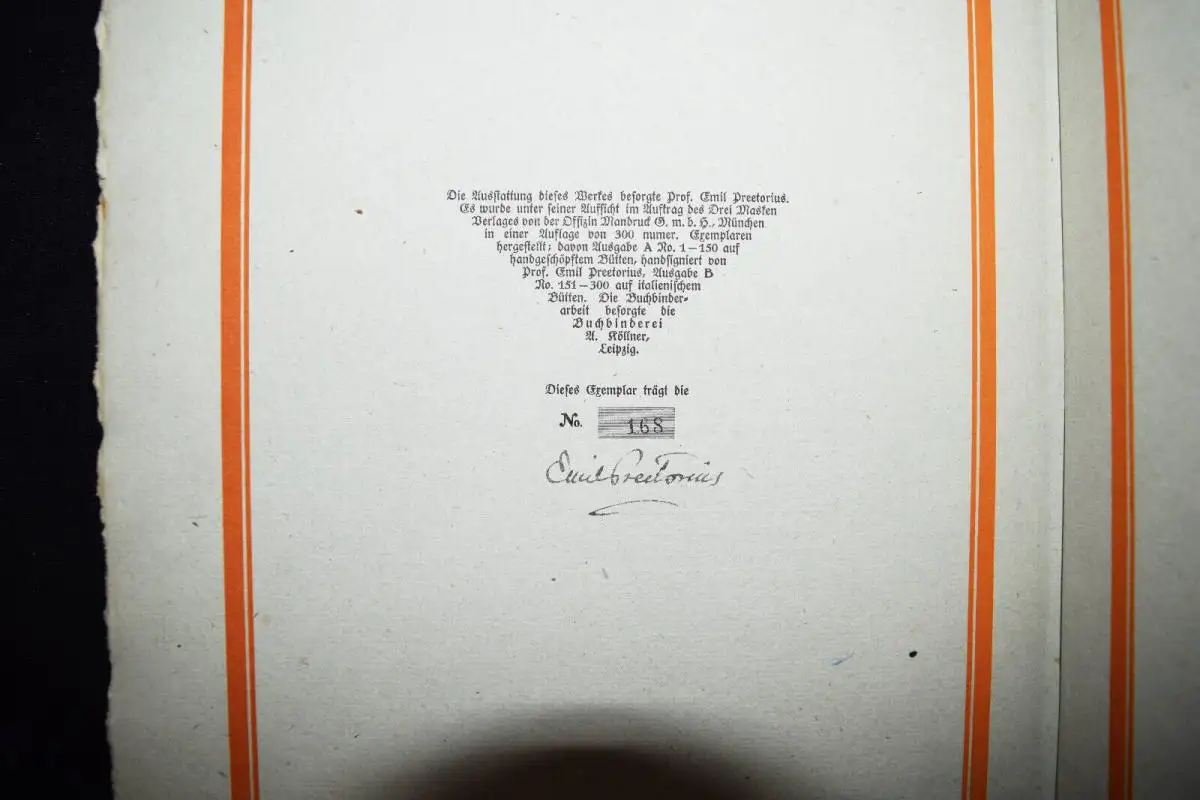 Die Ausstattung dieses Werkes besorgte Prof. Emil Preetorius.
Es wurde unter seiner Aufsicht im Auftrag des Drei Masken
Verlages von der Offizin Mandruck G. m. b. H., München
in einer Auflage von 300 numer. Exemplaren
hergestellt; davon Ausgabe A No. 1–150 auf
handgeschöpftem Bütten, handsigniert von
Prof. Emil Preetorius, Ausgabe B
No. 151–300 auf italienischem
Bütten. Die Buchbinder-
arbeit besorgte die
Buchbinderei
A. Köllner,
Leipzig.
Dieses Exemplar trägt die
No. 168
Emil Preetorius